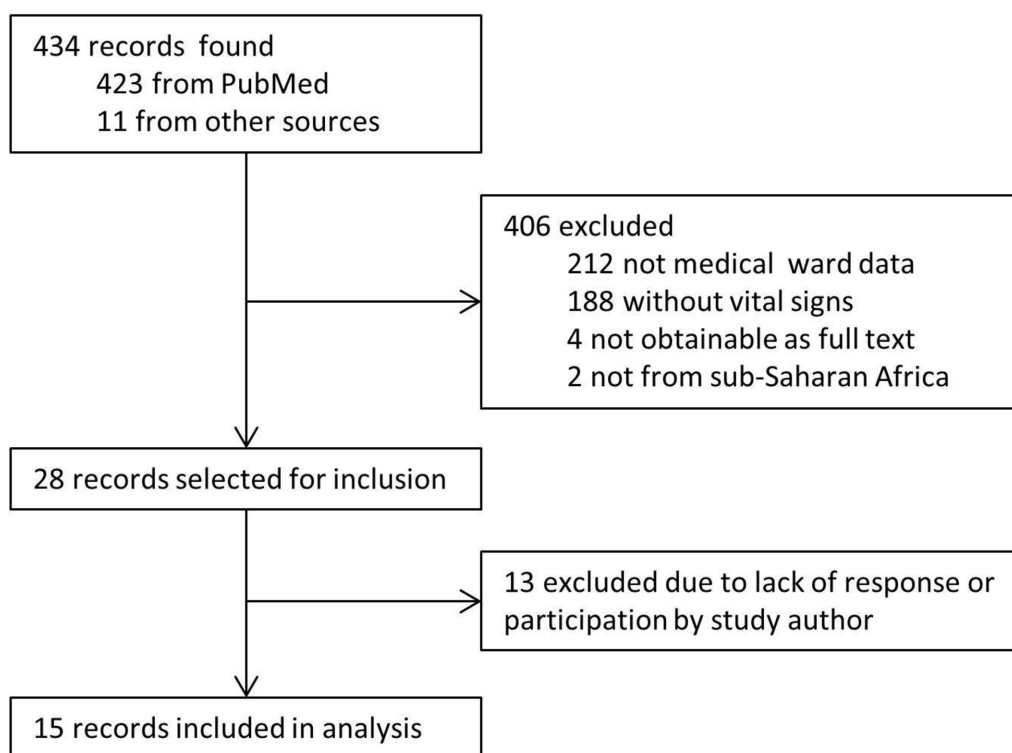 434 records found
423 from PubMed
11 from other sources
406 excluded
212 not medical ward data
188 without vital signs
4 not obtainable as full text
2 not from sub-Saharan Africa
28 records selected for inclusion
13 excluded due to lack of response or
participation by study author
15 records included in analysis